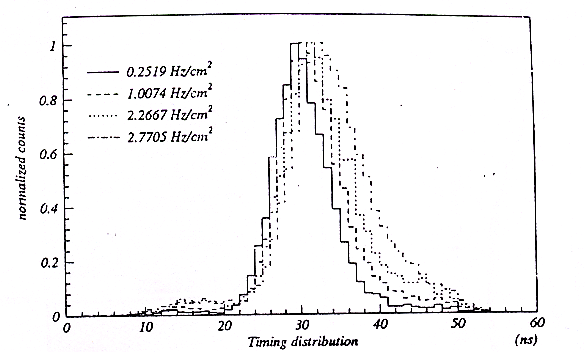 1
0.8
0.6
0.4
0.2
0
normalized counts
0.2519 Hz/cm²
1.0074 Hz/cm²
2.2667 Hz/cm²
2.7705 Hz/cm²
0 10 20 30 40 50 60
Timing distribution (ns)